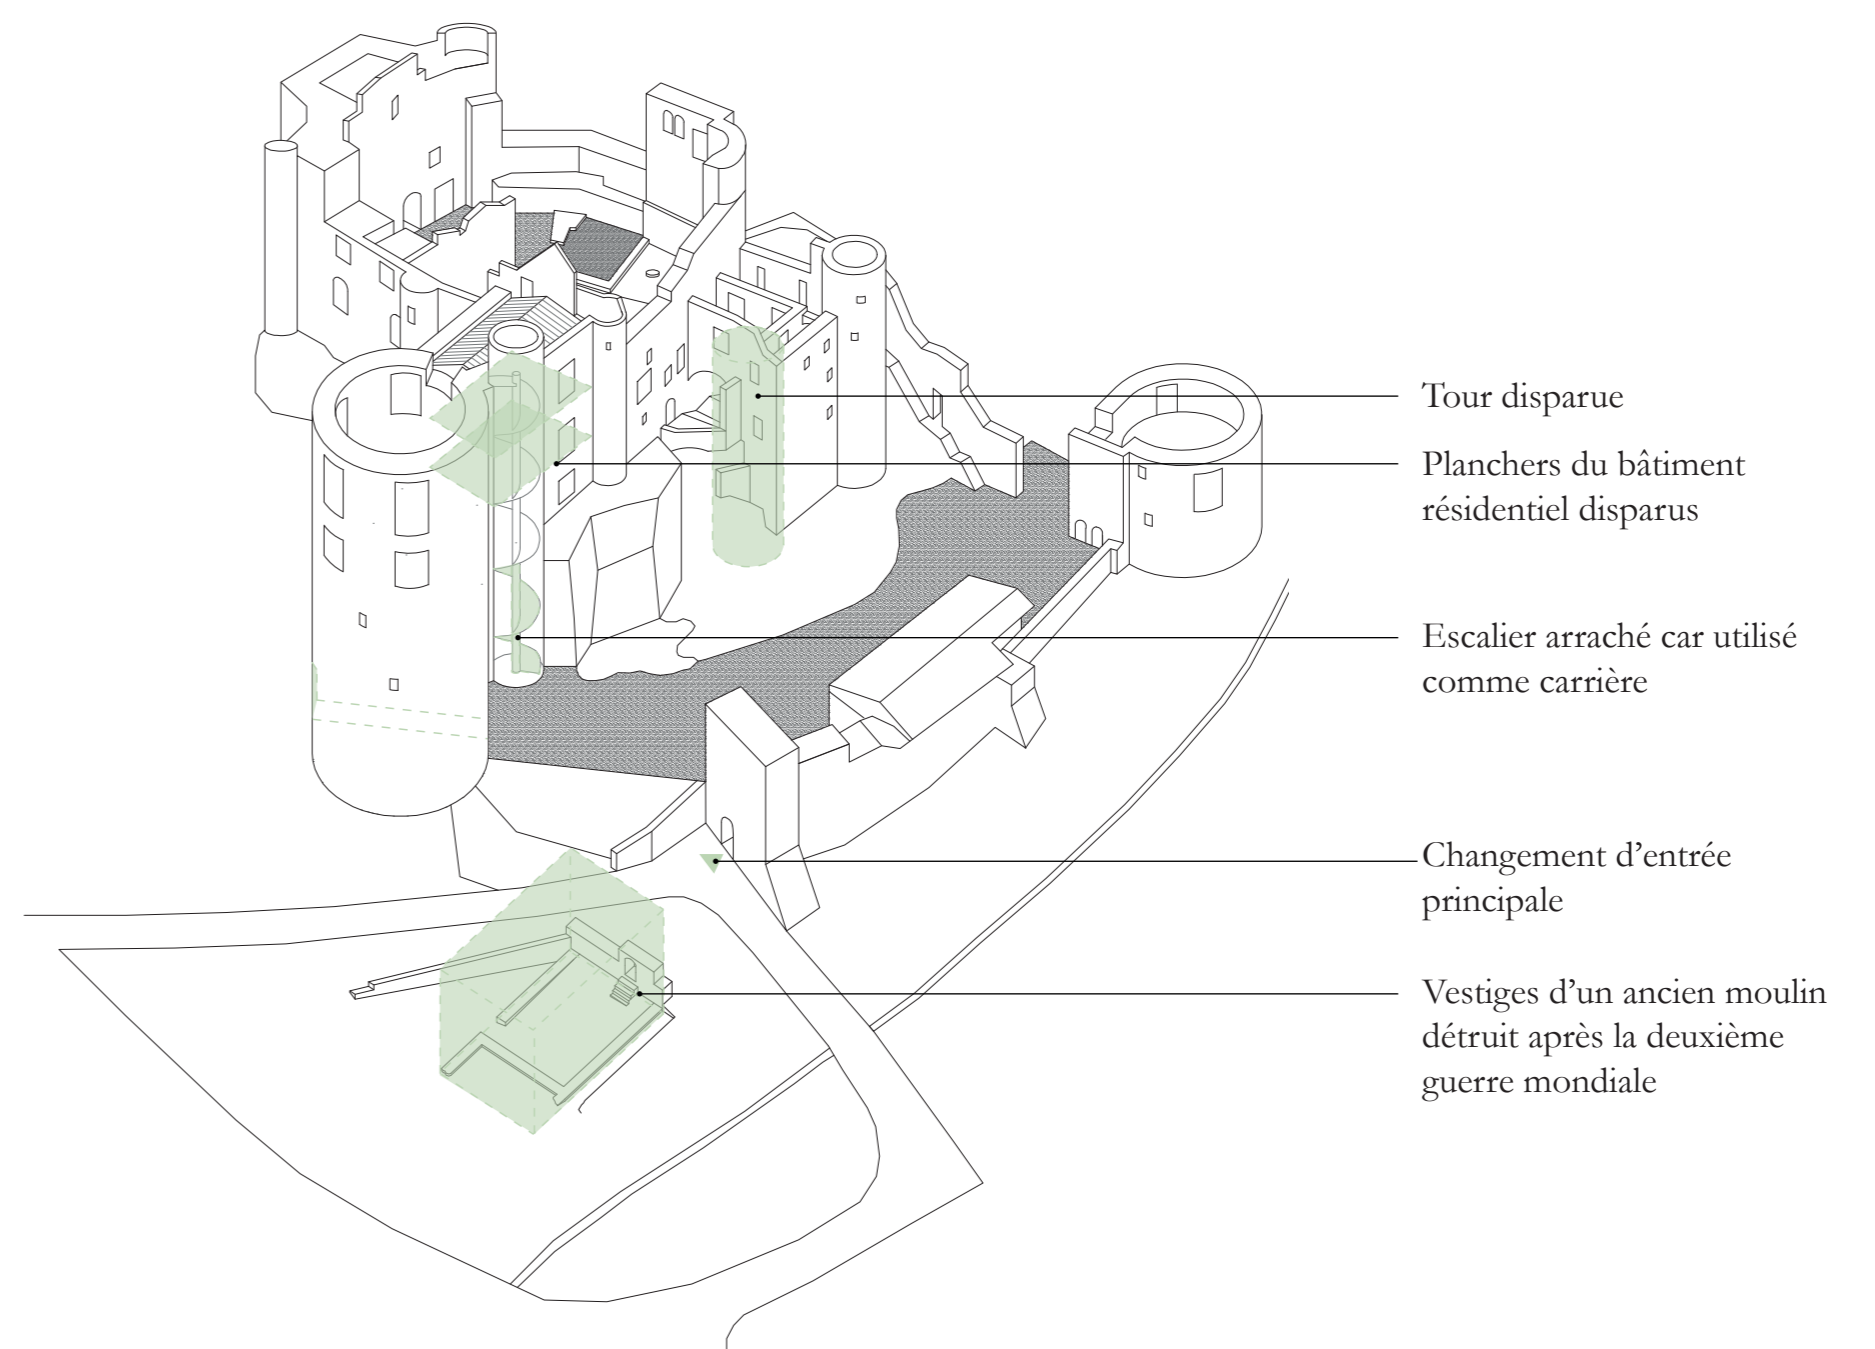 Tour disparue
Planchers du bâtiment
résidentiel disparus
Escalier arraché car utilisé
comme carrière
Changement d’entrée
principale
Vestiges d’un ancien moulin
détruit après la deuxième
guerre mondiale